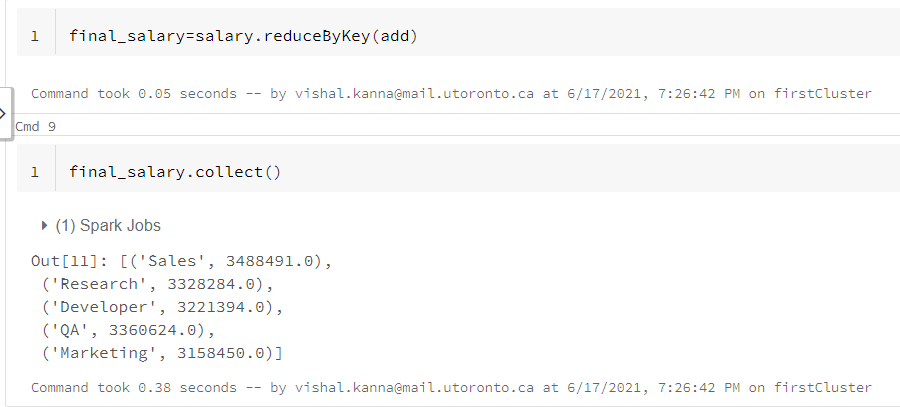 1 final_salary=salary.reduceByKey(add)
Command took 0.05 seconds -- by vishal.kanna@mail.utoronto.ca at 6/17/2021, 7:26:42 PM on firstCluster
Cmd 9
1 final_salary.collect()
(1) Spark Jobs
Out[11]: [('Sales', 3488491.0),
('Research', 3328284.0),
('Developer', 3221394.0),
('QA', 3360624.0),
('Marketing', 3158450.0)]
Command took 0.38 seconds -- by vishal.kanna@mail.utoronto.ca at 6/17/2021, 7:26:42 PM on firstCluster